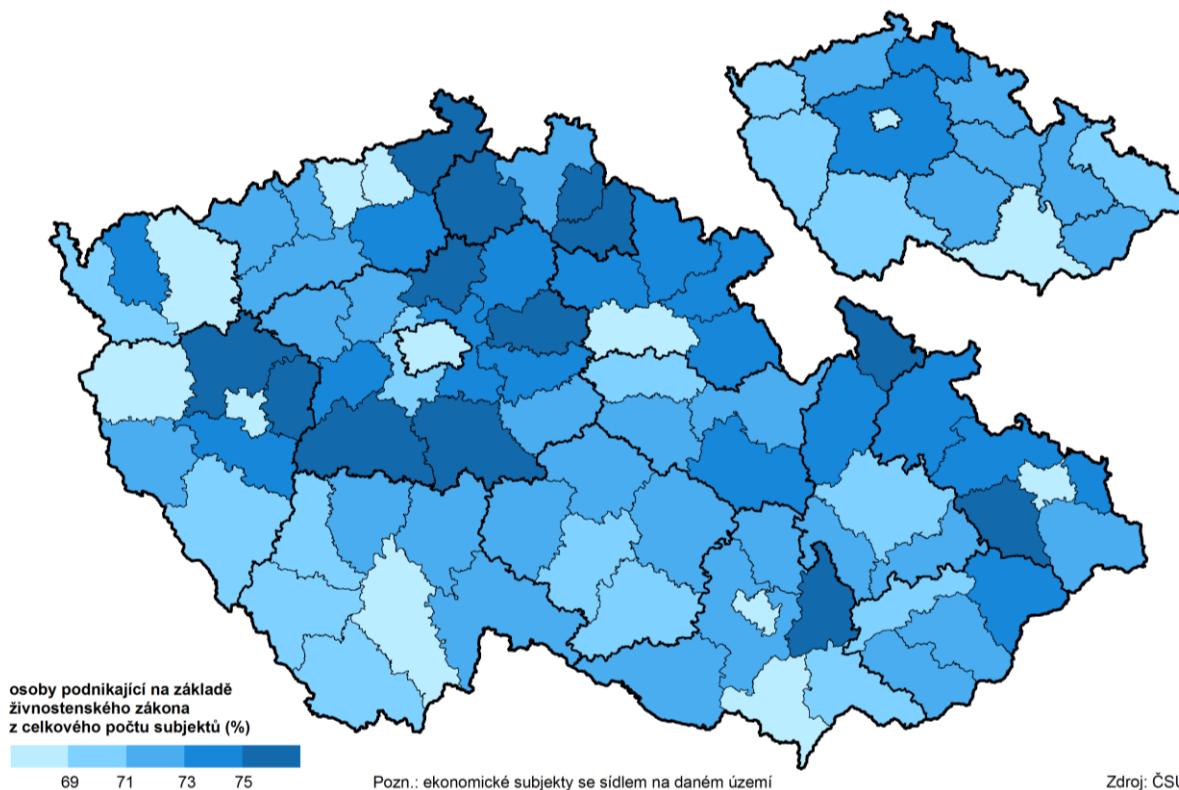 osoby podnikající na základě
živnostenského zákona
z celkového počtu subjektů (%)
69 71 73 75
Pozn.: ekonomické subjekty se sídlem na daném území
Zdroj: ČSÚ